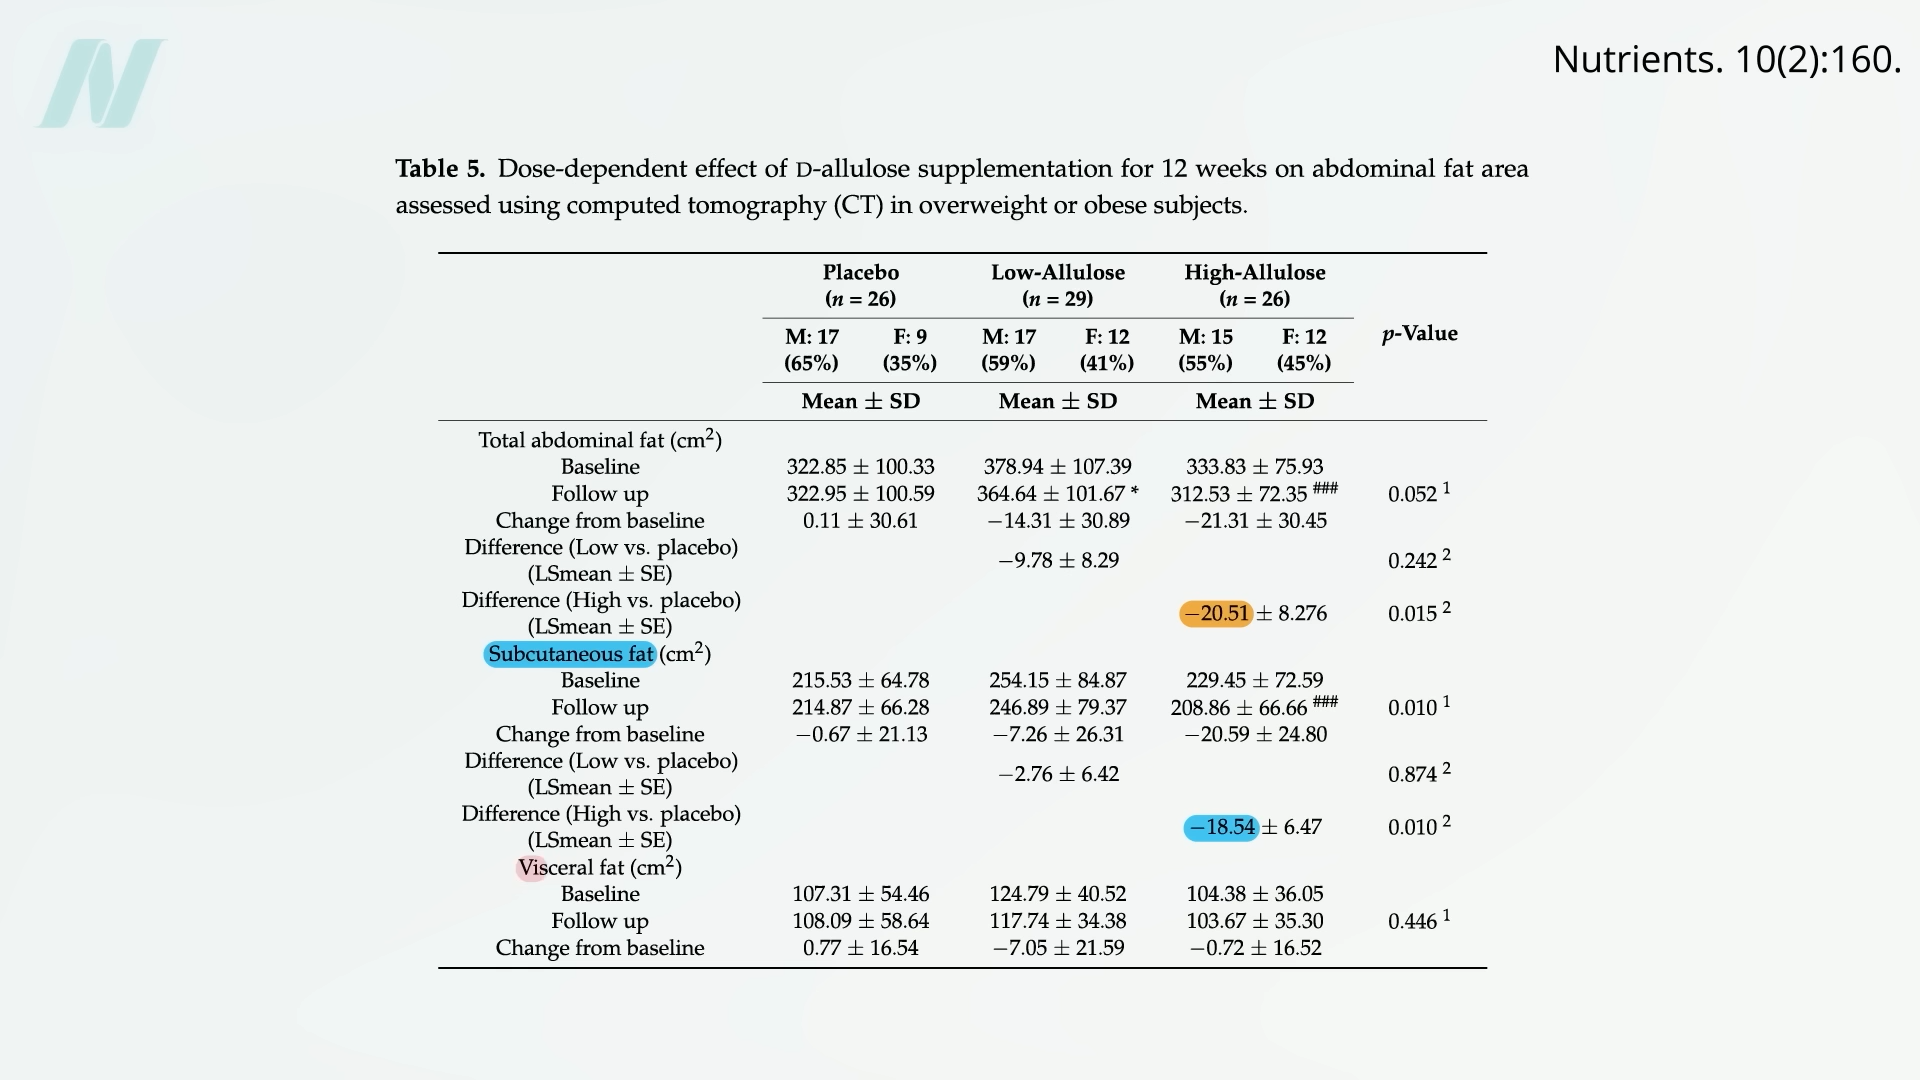 Nutrients. 10(2):160.
Table 5. Dose-dependent effect of D-allulose supplementation for 12 weeks on abdominal fat area
assessed using computed tomography (CT) in overweight or obese subjects.
Placebo Low-Allulose High-Allulose
(n = 26) (n = 29) (n = 26)
M: 17 F: 9 M: 17 F: 12 M: 15 F: 12 p-Value
(65%) (35%) (59%) (41%) (55%) (45%)
Mean ± SD Mean ± SD Mean ± SD
Total abdominal fat (cm²)
Baseline 322.85 ± 100.33 378.94 ± 107.39 333.83 ± 75.93
Follow up 322.95 ± 100.59 364.64 ± 101.67 * 312.53 ± 72.35 ### 0.052 ¹
Change from baseline 0.11 ± 30.61 −14.31 ± 30.89 −21.31 ± 30.45
Difference (Low vs. placebo)
(LSmean ± SE) −9.78 ± 8.29 0.242 ²
Difference (High vs. placebo)
(LSmean ± SE) −20.51 ± 8.276 0.015 ²
Subcutaneous fat (cm²)
Baseline 215.53 ± 64.78 254.15 ± 84.87 229.45 ± 72.59
Follow up 214.87 ± 66.28 246.89 ± 79.37 208.86 ± 66.66 ### 0.010 ¹
Change from baseline −0.67 ± 21.13 −7.26 ± 26.31 −20.59 ± 24.80
Difference (Low vs. placebo)
(LSmean ± SE) −2.76 ± 6.42 0.874 ²
Difference (High vs. placebo)
(LSmean ± SE) −18.54 ± 6.47 0.010 ²
Visceral fat (cm²)
Baseline 107.31 ± 54.46 124.79 ± 40.52 104.38 ± 36.05
Follow up 108.09 ± 58.64 117.74 ± 34.38 103.67 ± 35.30 0.446 ¹
Change from baseline 0.77 ± 16.54 −7.05 ± 21.59 −0.72 ± 16.52